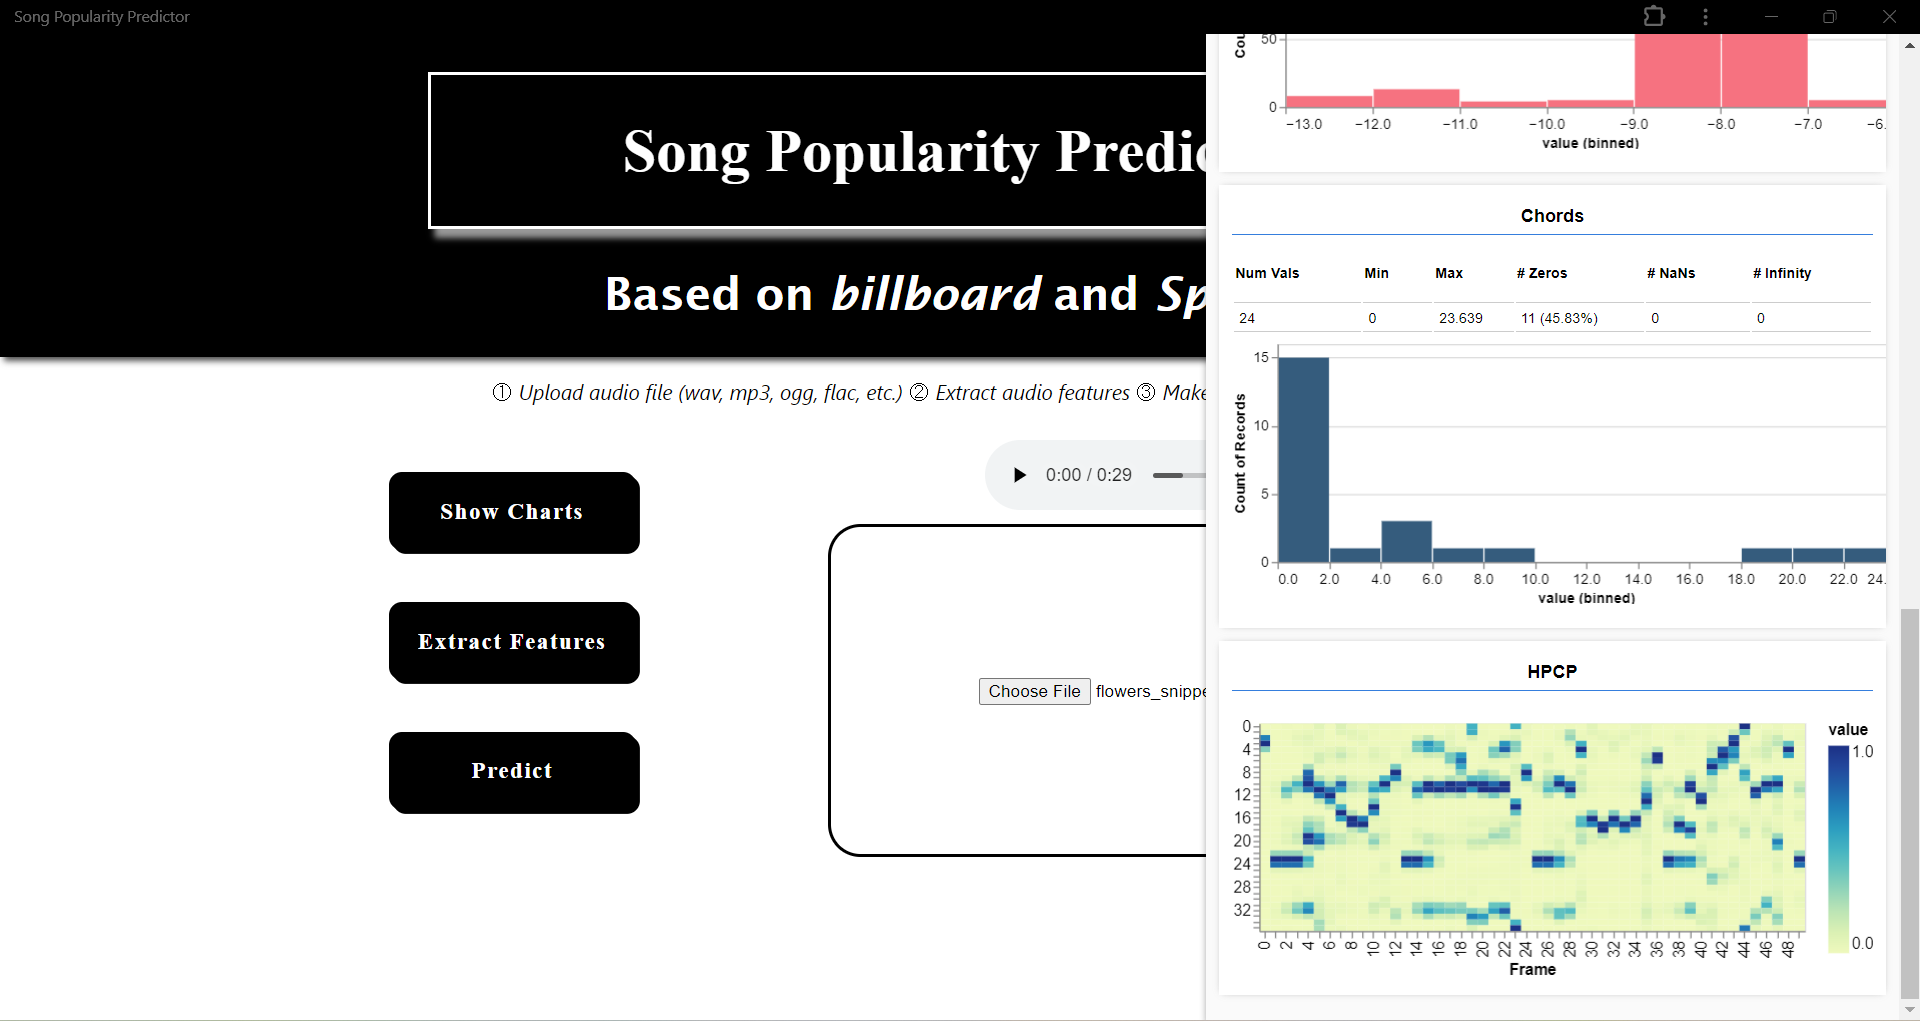 Song Popularity Predictor
Song Popularity Predic
Based on billboard and Sp
① Upload audio file (wav, mp3, ogg, flac, etc.) ② Extract audio features ③ Make
0:00 / 0:29
Show Charts
Extract Features
Predict
Choose File flowers_snippe
Cou
50
0
−13.0 −12.0 −11.0 −10.0 −9.0 −8.0 −7.0 −6.
value (binned)
Chords
Num Vals Min Max # Zeros # NaNs # Infinity
24 0 23.639 11 (45.83%) 0 0
Count of Records
15
10
5
0
0.0 2.0 4.0 6.0 8.0 10.0 12.0 14.0 16.0 18.0 20.0 22.0 24.
value (binned)
HPCP
0
4
8
12
16
20
24
28
32
0 2 4 6 8 10 12 14 16 18 20 22 24 26 28 30 32 34 36 38 40 42 44 46 48
Frame
value
1.0
0.0